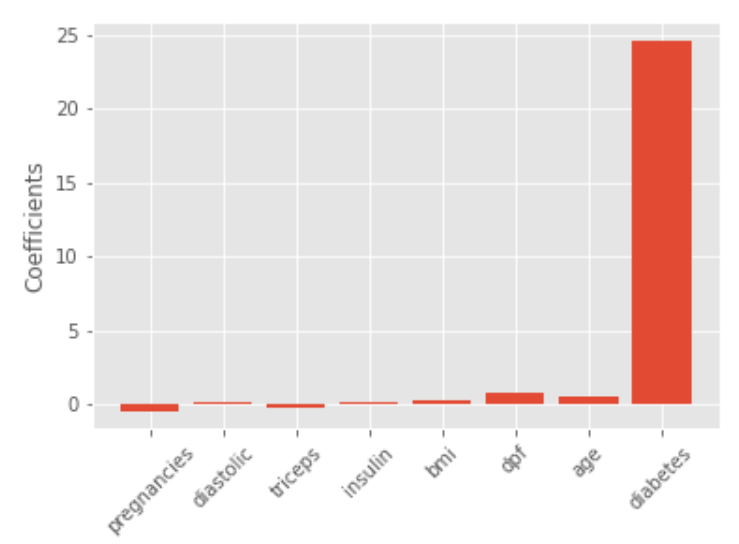 25
20
15
10
5
0
Coefficients
pregnancies
diastolic
triceps
insulin
bmi
dpf
age
diabetes